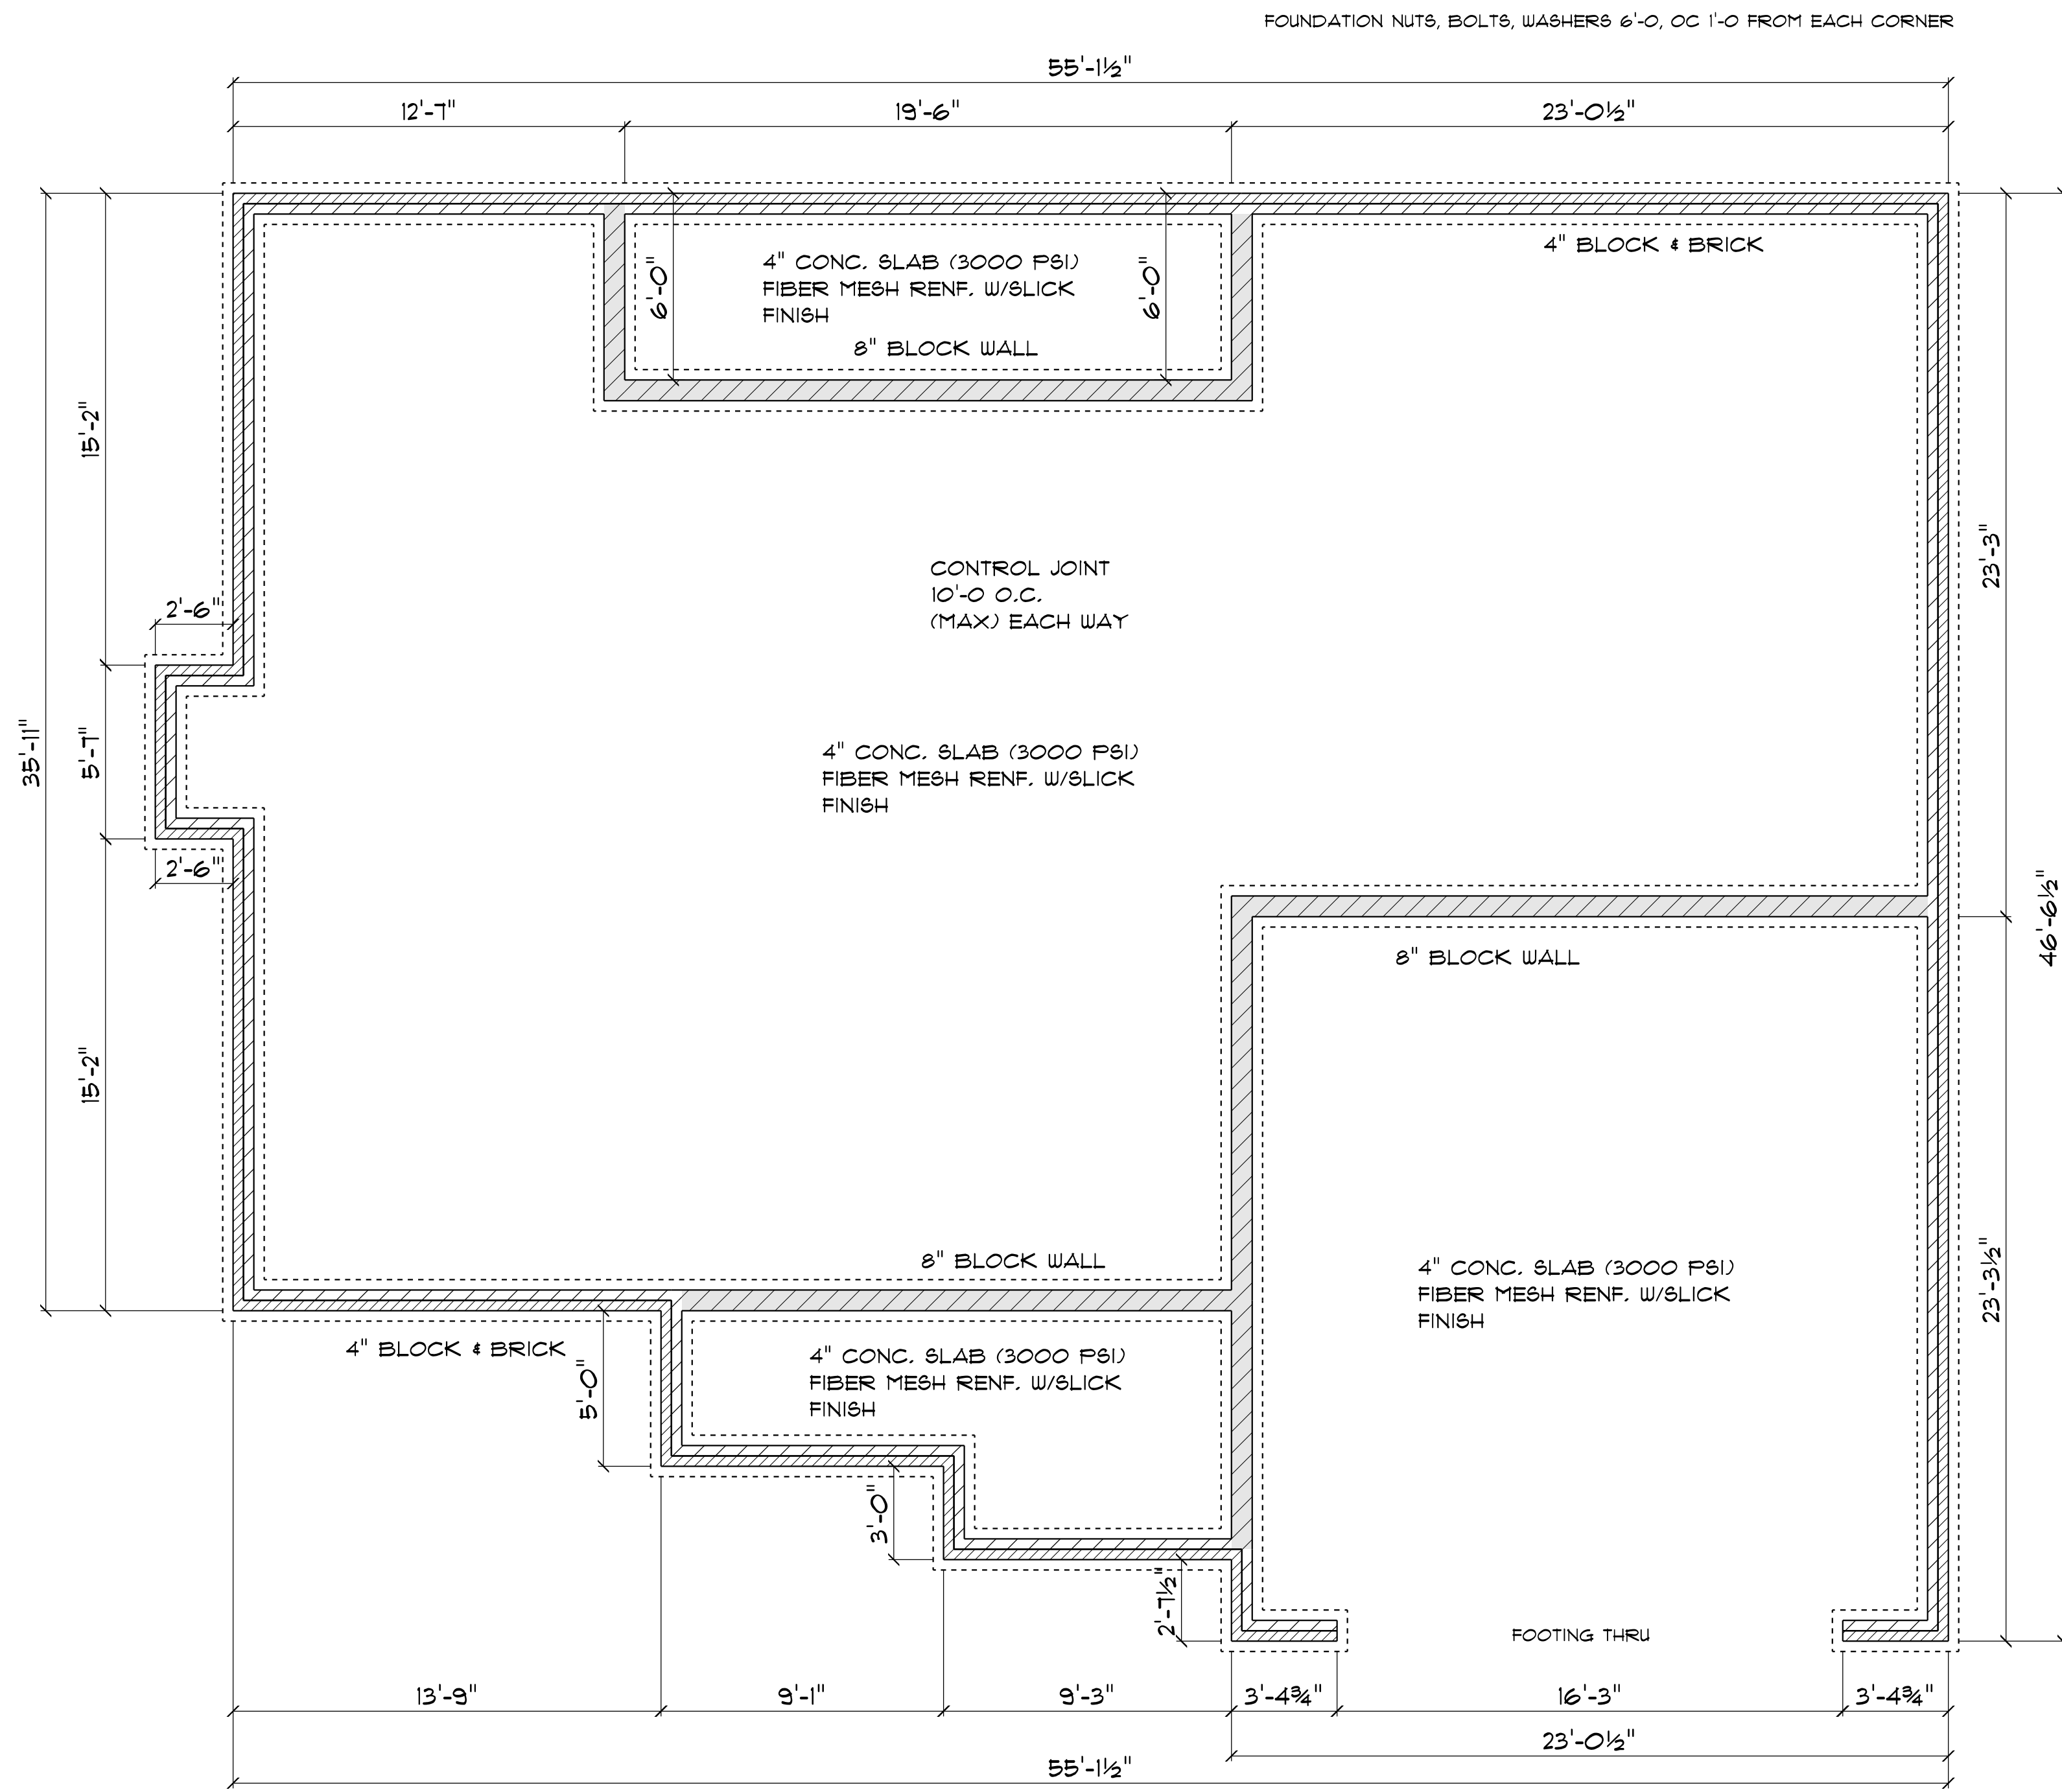 FOUNDATION NUTS, BOLTS, WASHERS 6'-0, OC 1'-0 FROM EACH CORNER
55'-1½"
12'-7"
19'-6"
23'-0½"
4" BLOCK & BRICK
4" CONC. SLAB (3000 PSI)
FIBER MESH RENF. W/SLICK
FINISH
6'-0"
6'-0"
8" BLOCK WALL
15'-2"
23'-3"
CONTROL JOINT
10'-0 O.C.
(MAX) EACH WAY
2'-6"
35'-11"
5'-7"
4" CONC. SLAB (3000 PSI)
FIBER MESH RENF. W/SLICK
FINISH
2'-6"
46'-6½"
8" BLOCK WALL
15'-2"
8" BLOCK WALL
4" CONC. SLAB (3000 PSI)
FIBER MESH RENF. W/SLICK
FINISH
23'-3½"
4" BLOCK & BRICK
5'-0"
4" CONC. SLAB (3000 PSI)
FIBER MESH RENF. W/SLICK
FINISH
3'-0"
2'-7½"
FOOTING THRU
13'-9"
9'-1"
9'-3"
3'-4¾"
16'-3"
3'-4¾"
23'-0½"
55'-1½"